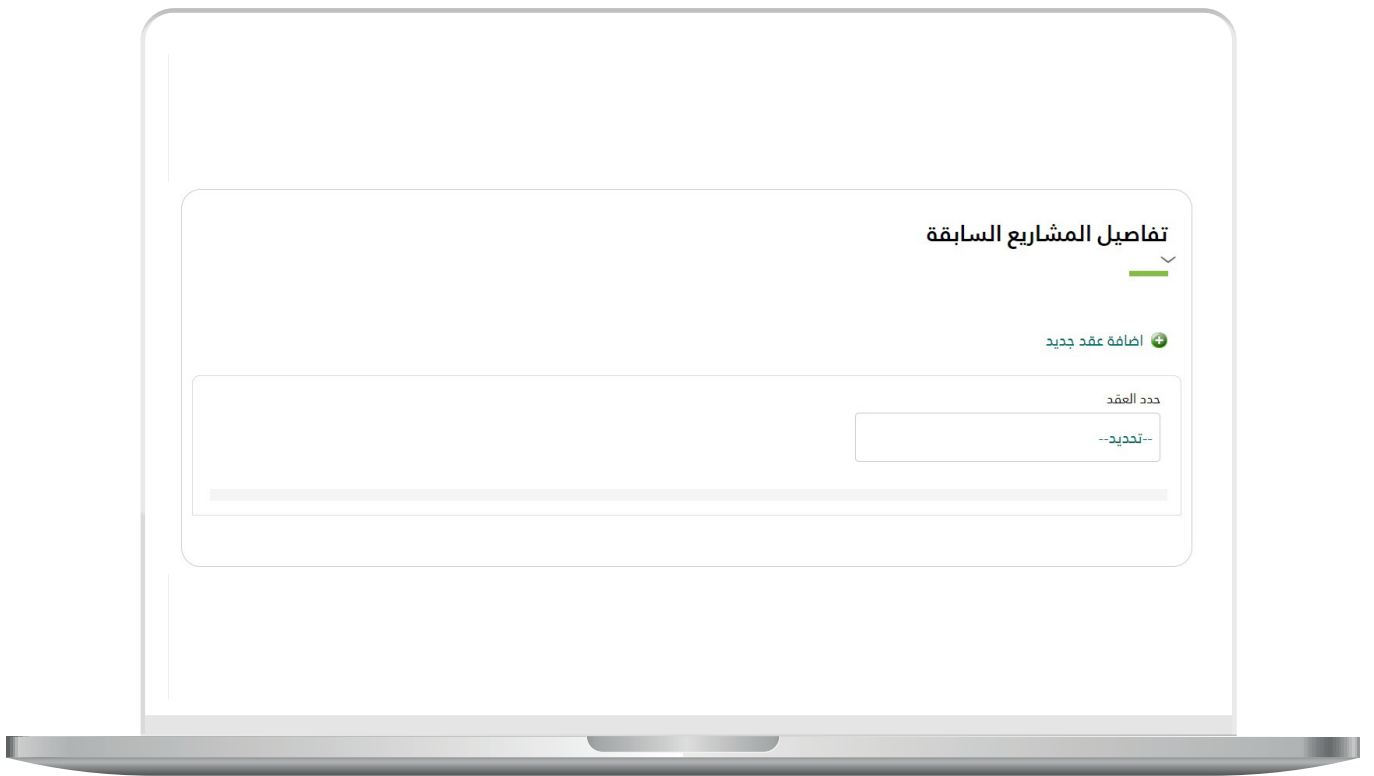 تفاصيل المشاريع السابقة
اضافة عقد جديد
حدد العقد
--تحديد--